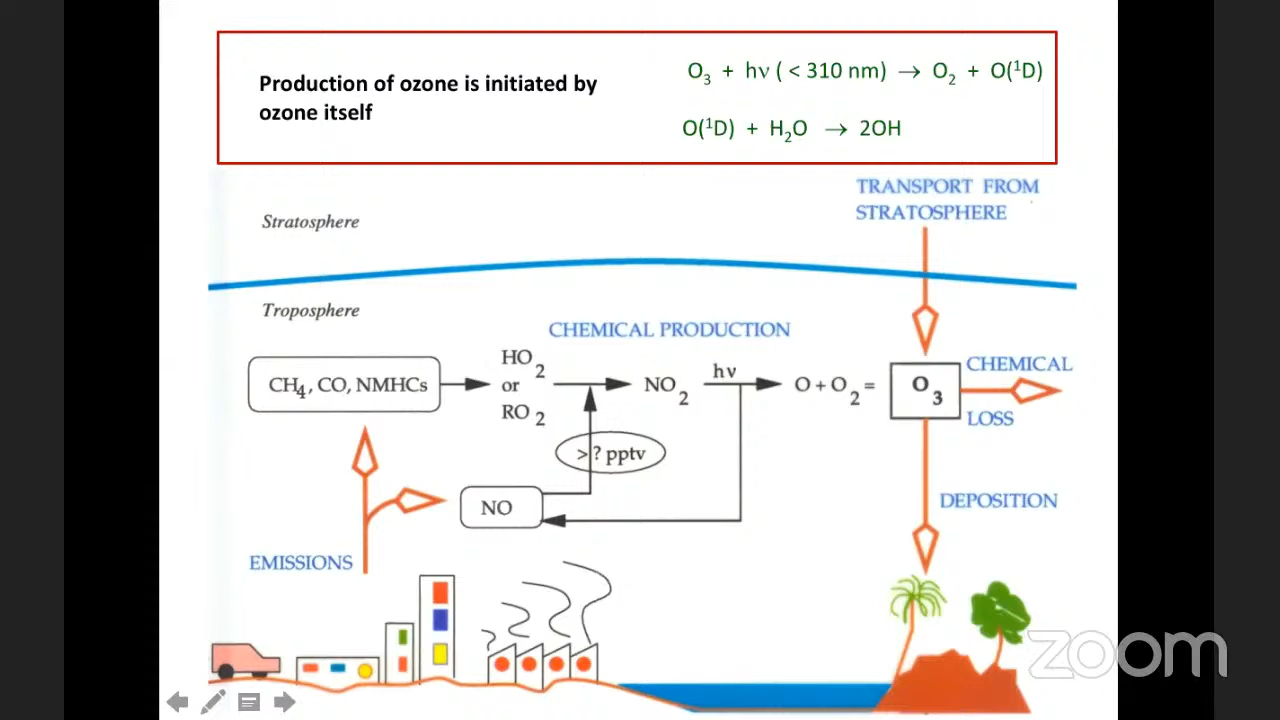 Production of ozone is initiated by
ozone itself
O₃ + hν ( < 310 nm) → O₂ + O(¹D)
O(¹D) + H₂O → 2OH
TRANSPORT FROM
STRATOSPHERE
Stratosphere
Troposphere
CHEMICAL PRODUCTION
CH₄, CO, NMHCs
HO₂
or
RO₂
NO₂
hν
O + O₂ =
O₃
CHEMICAL
LOSS
>? pptv
NO
DEPOSITION
EMISSIONS
zoom